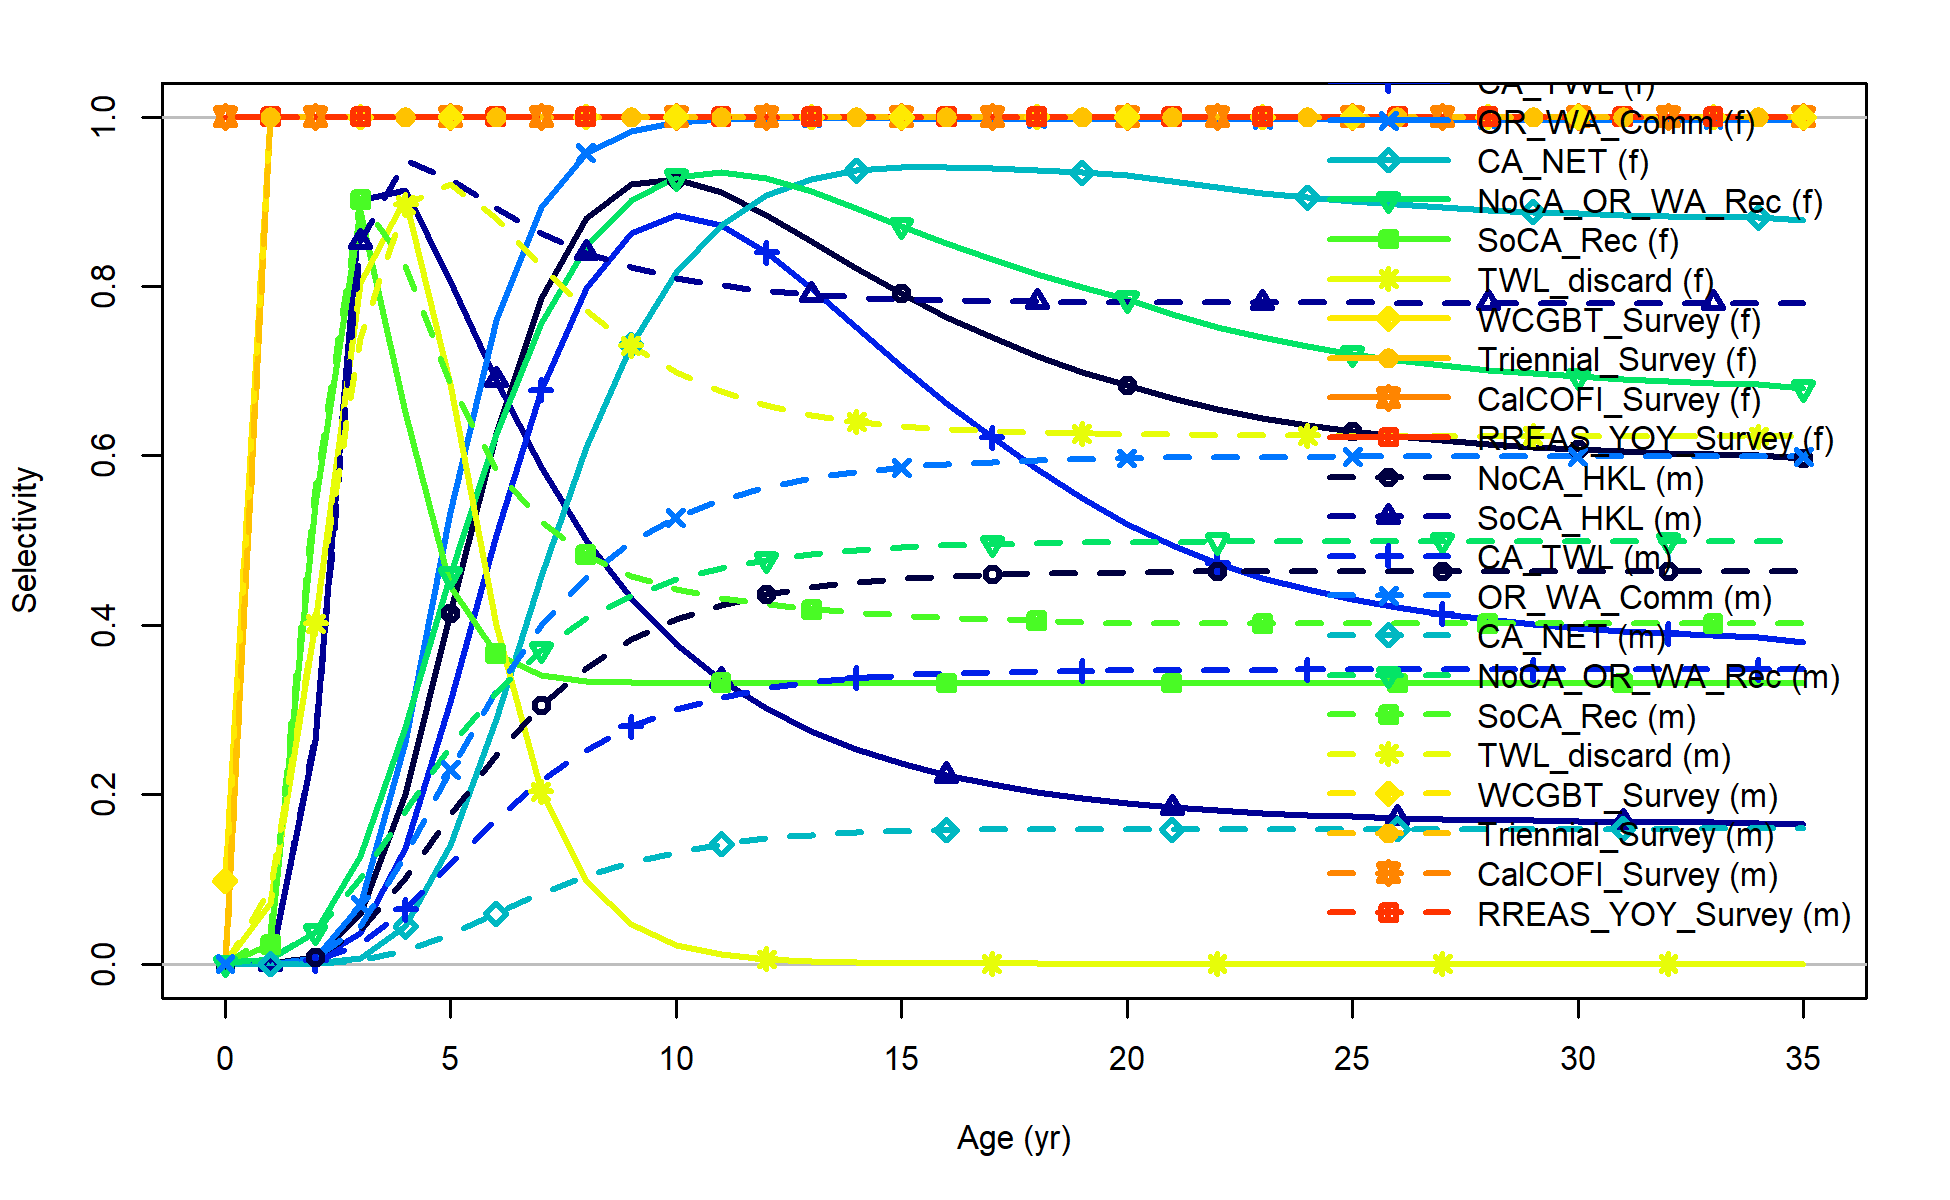 CA_TWL (f)
OR_WA_Comm (f)
CA_NET (f)
NoCA_OR_WA_Rec (f)
SoCA_Rec (f)
TWL_discard (f)
WCGBT_Survey (f)
Triennial_Survey (f)
CalCOFI_Survey (f)
RREAS_YOY_Survey (f)
NoCA_HKL (m)
SoCA_HKL (m)
CA_TWL (m)
OR_WA_Comm (m)
CA_NET (m)
NoCA_OR_WA_Rec (m)
SoCA_Rec (m)
TWL_discard (m)
WCGBT_Survey (m)
Triennial_Survey (m)
CalCOFI_Survey (m)
RREAS_YOY_Survey (m)
1.0
0.8
0.6
0.4
0.2
0.0
Selectivity
0 5 10 15 20 25 30 35
Age (yr)